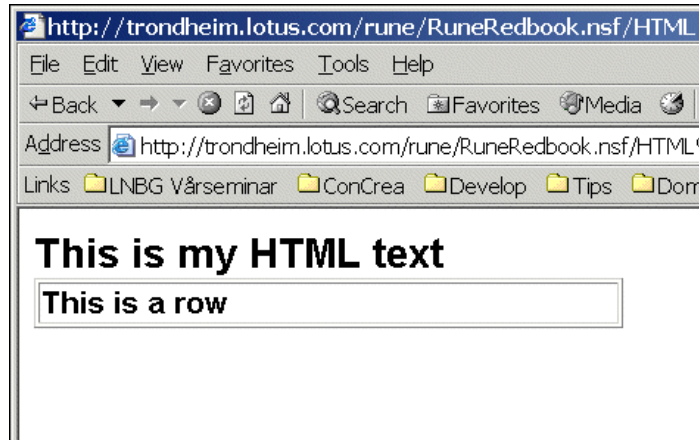 http://trondheim.lotus.com/rune/RuneRedbook.nsf/HTML
File Edit View Favorites Tools Help
Back Search Favorites Media
Address http://trondheim.lotus.com/rune/RuneRedbook.nsf/HTML
Links LNBG Vårseminar ConCrea Develop Tips
This is my HTML text
This is a row